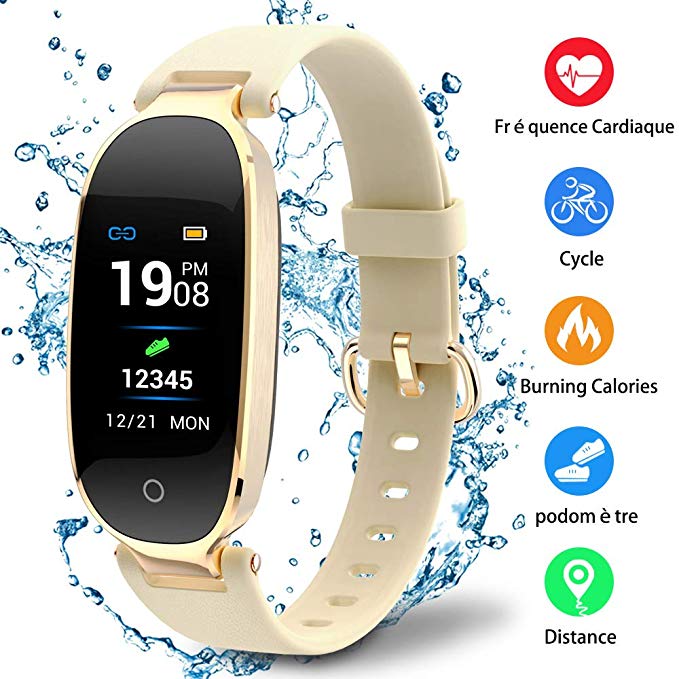 19 PM
08
12345
12/21 MON
Fr é quence Cardiaque
Cycle
Burning Calories
podom è tre
Distance